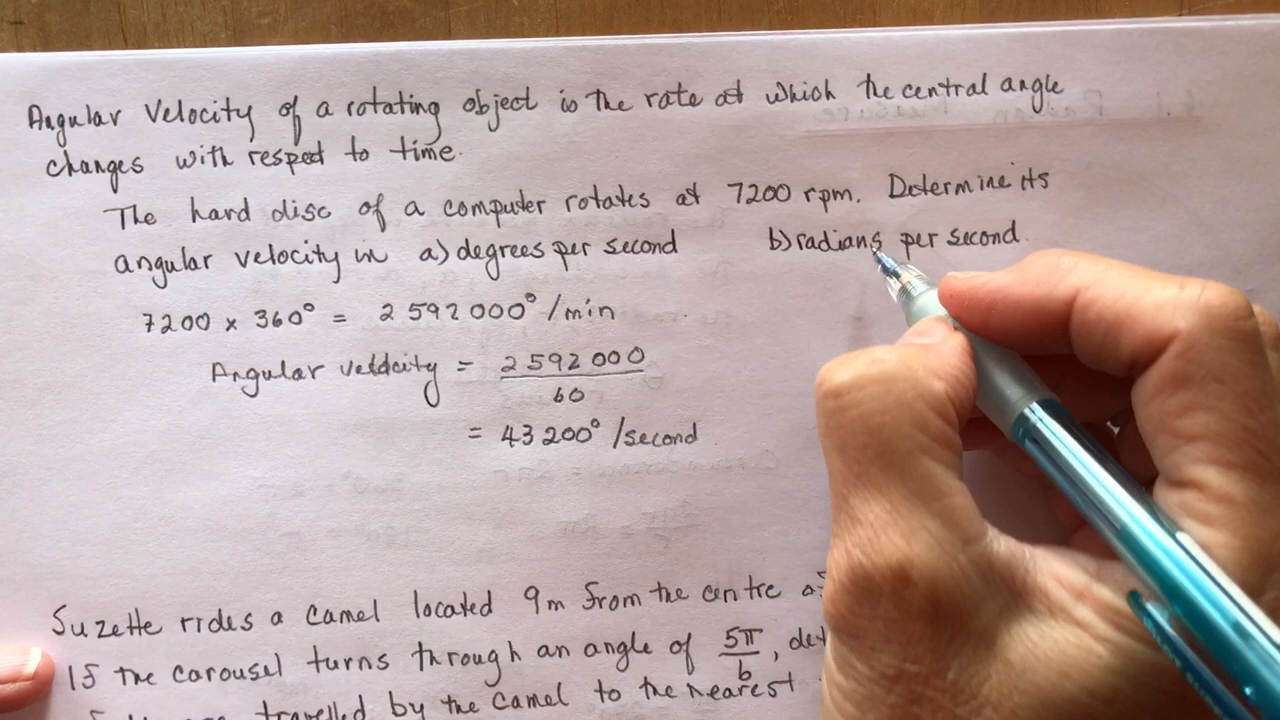 Angular Velocity of a rotating object is the rate at which the central angle
changes with respect to time.
The hard disc of a computer rotates at 7200 rpm. Determine its
angular velocity in a) degrees per second b) radians per second
7200 x 360° = 2 592 000° /min
Angular velocity = 2 592 000
60
= 43 200° /second
Suzette rides a camel located 9m from the centre
If the carousel turns through an angle of 5π/6,
travelled by the camel to the nearest